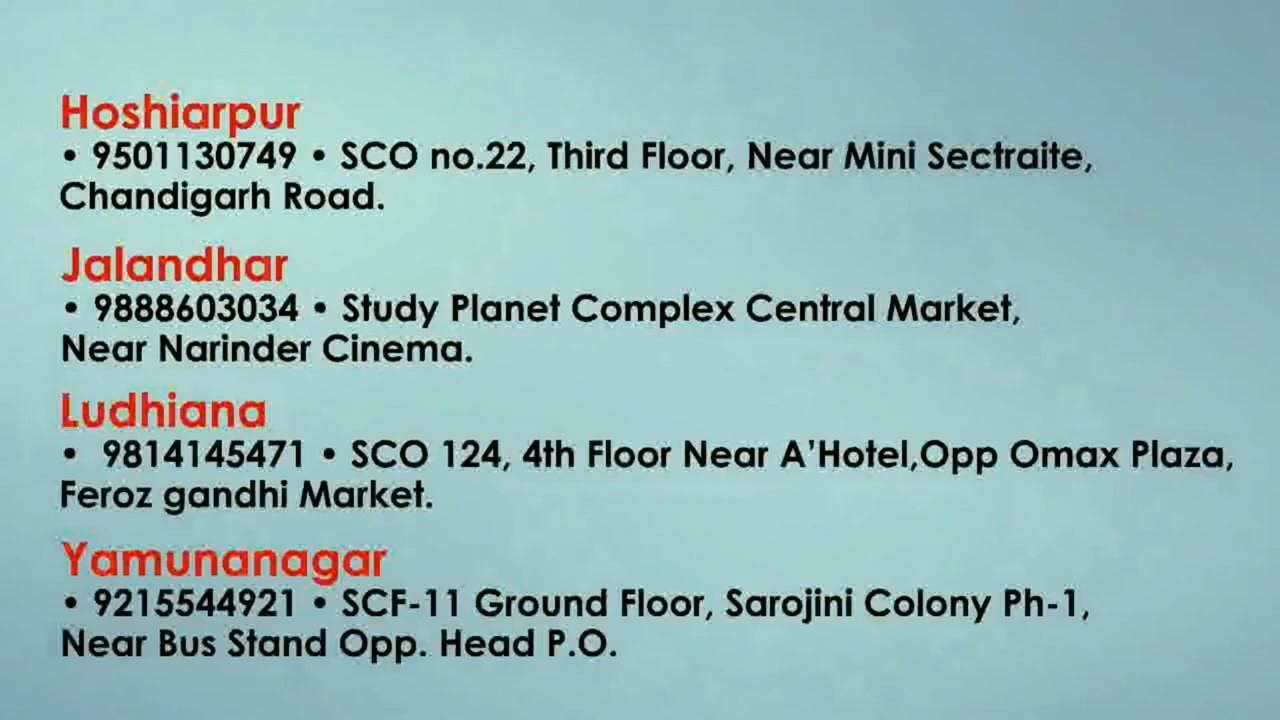 Hoshiarpur
• 9501130749 • SCO no.22, Third Floor, Near Mini Sectraite,
Chandigarh Road.
Jalandhar
• 9888603034 • Study Planet Complex Central Market,
Near Narinder Cinema.
Ludhiana
• 9814145471 • SCO 124, 4th Floor Near A'Hotel,Opp Omax Plaza,
Feroz gandhi Market.
Yamunanagar
• 9215544921 • SCF-11 Ground Floor, Sarojini Colony Ph-1,
Near Bus Stand Opp. Head P.O.